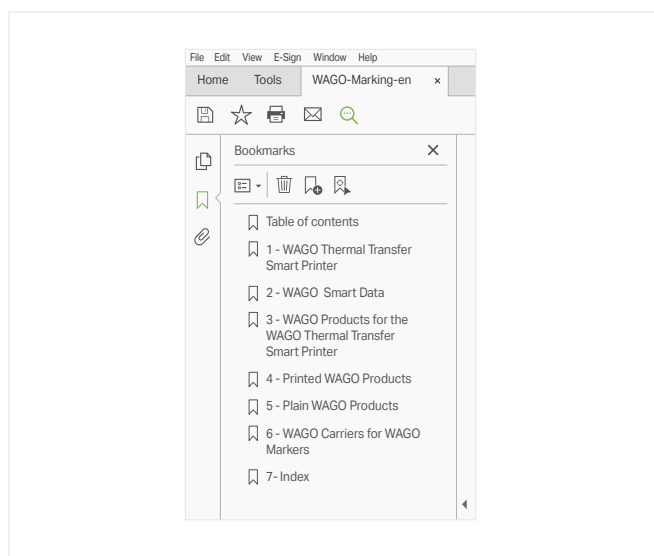 File Edit View E-Sign Window Help
Home Tools WAGO-Marking-en ×
Bookmarks
Table of contents
1 - WAGO Thermal Transfer
Smart Printer
2 - WAGO Smart Data
3 - WAGO Products for the
WAGO Thermal Transfer
Smart Printer
4 - Printed WAGO Products
5 - Plain WAGO Products
6 - WAGO Carriers for WAGO
Markers
7- Index